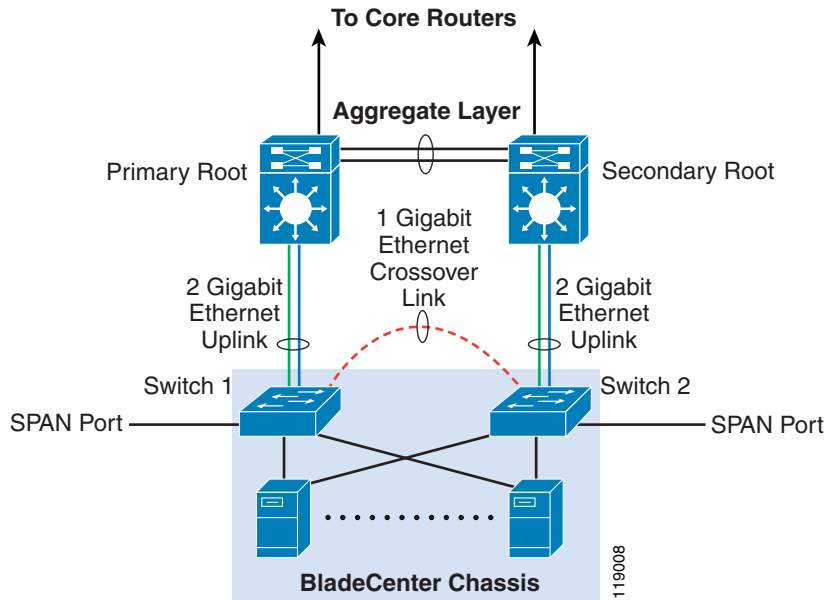 To Core Routers
Aggregate Layer
Primary Root
Secondary Root
1 Gigabit
Ethernet
Crossover
Link
2 Gigabit
Ethernet
Uplink
2 Gigabit
Ethernet
Uplink
Switch 1
Switch 2
SPAN Port
SPAN Port
BladeCenter Chassis
119008